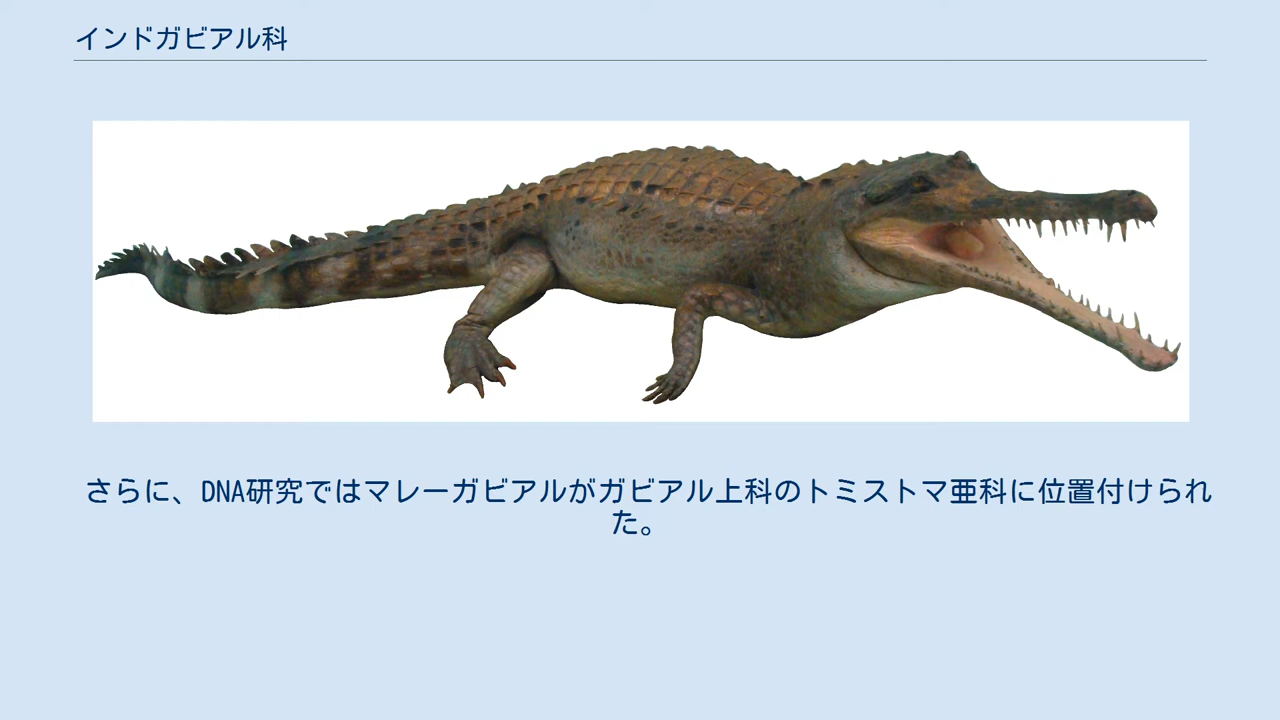 インドガビアル科
さらに、DNA研究ではマレーガビアルがガビアル上科のトミストマ亜科に位置付けられ
た。